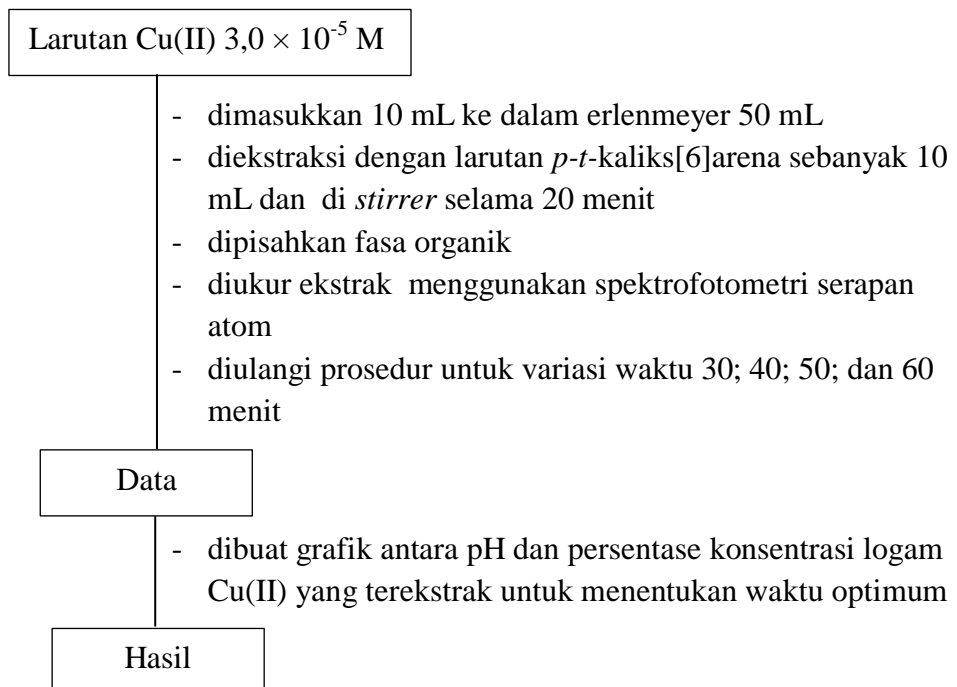 Larutan Cu(II) 3,0 × 10⁻⁵ M
- dimasukkan 10 mL ke dalam erlenmeyer 50 mL
- diekstraksi dengan larutan p-t-kaliks[6]arena sebanyak 10
mL dan di stirrer selama 20 menit
- dipisahkan fasa organik
- diukur ekstrak menggunakan spektrofotometri serapan
atom
- diulangi prosedur untuk variasi waktu 30; 40; 50; dan 60
menit
Data
- dibuat grafik antara pH dan persentase konsentrasi logam
Cu(II) yang terekstrak untuk menentukan waktu optimum
Hasil